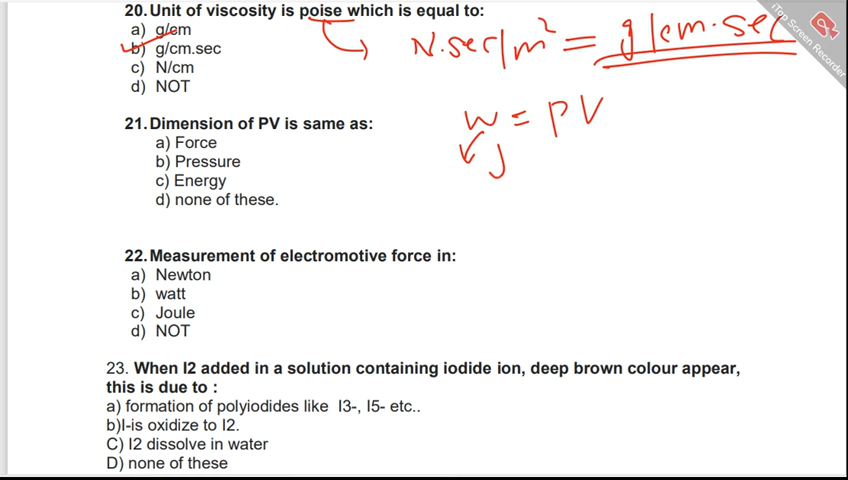 20. Unit of viscosity is poise which is equal to:
a) g/cm
b) g/cm.sec
c) N/cm
d) NOT
N.sec/m² = g/cm.sec
21. Dimension of PV is same as:
a) Force
b) Pressure
c) Energy
d) none of these.
W = PV
J
22. Measurement of electromotive force in:
a) Newton
b) watt
c) Joule
d) NOT
23. When I2 added in a solution containing iodide ion, deep brown colour appear,
this is due to :
a) formation of polyiodides like I3-, I5- etc..
b)I-is oxidize to I2.
C) I2 dissolve in water
D) none of these
iTop Screen Recorder